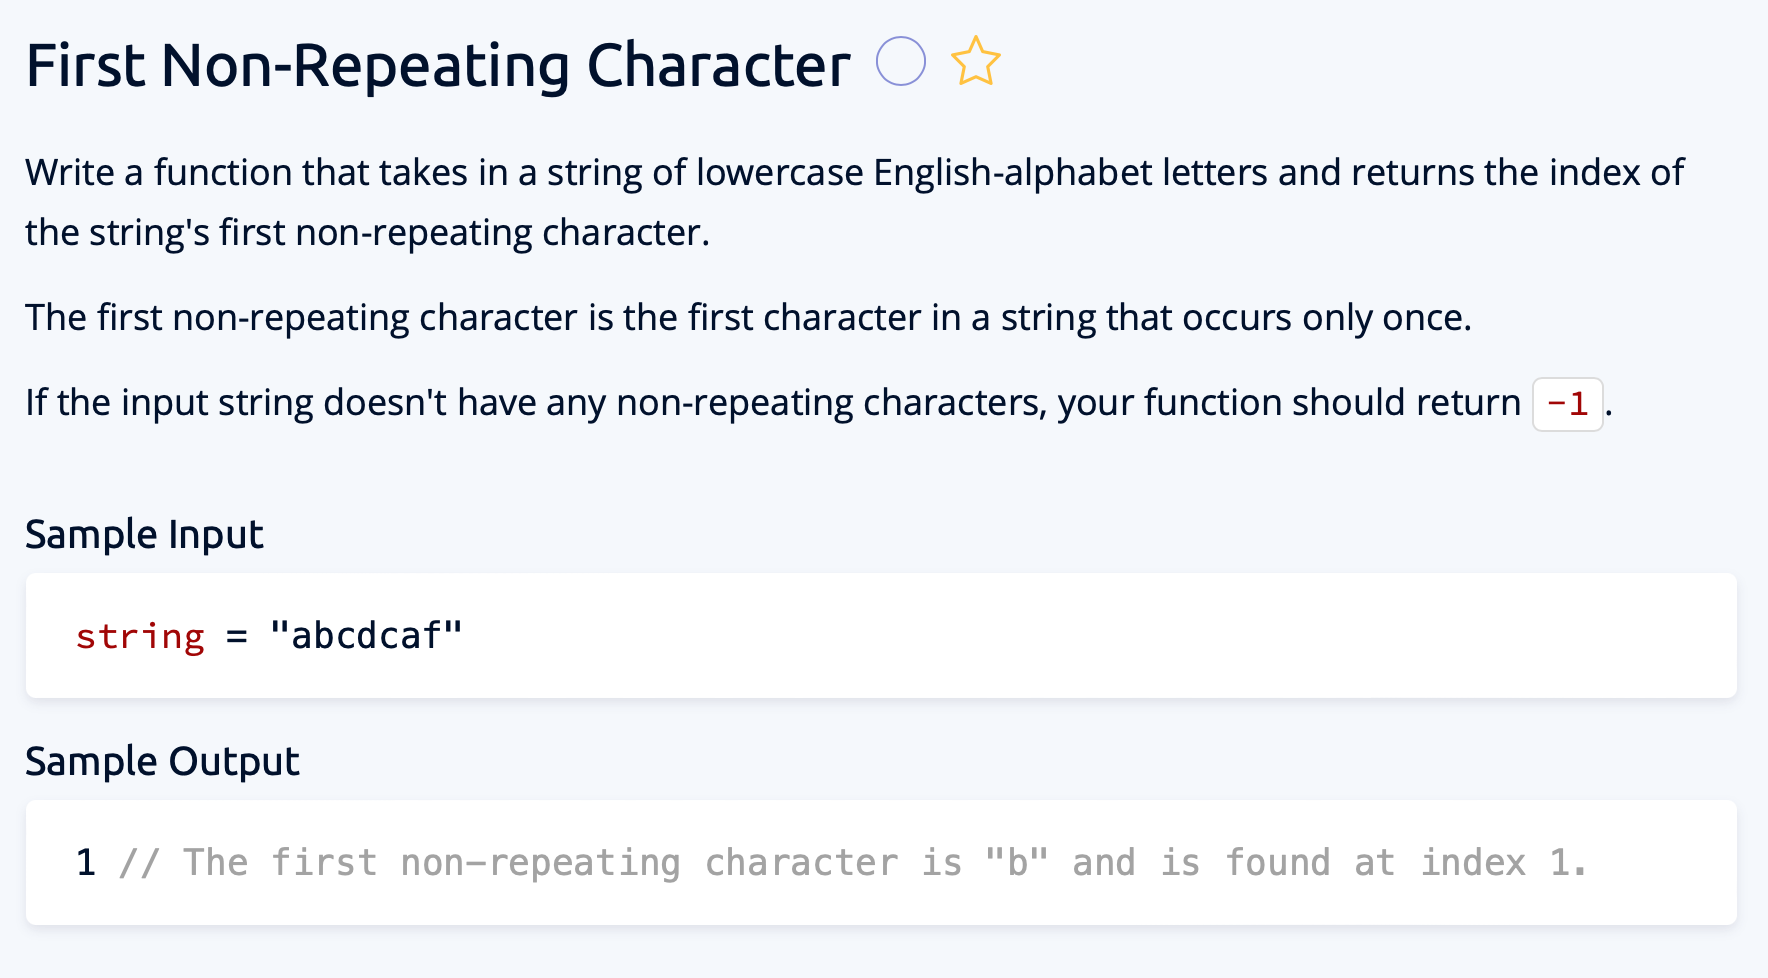 First Non-Repeating Character
Write a function that takes in a string of lowercase English-alphabet letters and returns the index of
the string's first non-repeating character.
The first non-repeating character is the first character in a string that occurs only once.
If the input string doesn't have any non-repeating characters, your function should return -1.
Sample Input
string = "abcdcaf"
Sample Output
1 // The first non-repeating character is "b" and is found at index 1.